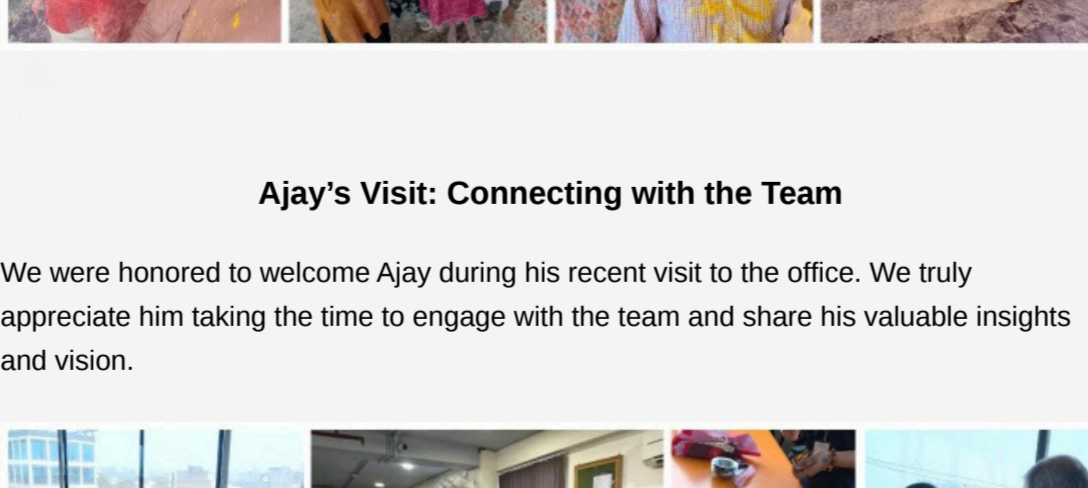 Ajay’s Visit: Connecting with the Team
We were honored to welcome Ajay during his recent visit to the office. We truly
appreciate him taking the time to engage with the team and share his valuable insights
and vision.